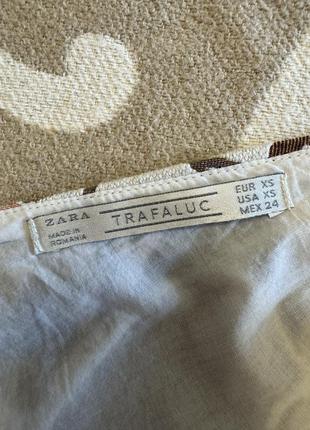 ZARA
MADE IN
ROMANIA
TRAFALUC
EUR XS
USA XS
MEX 24